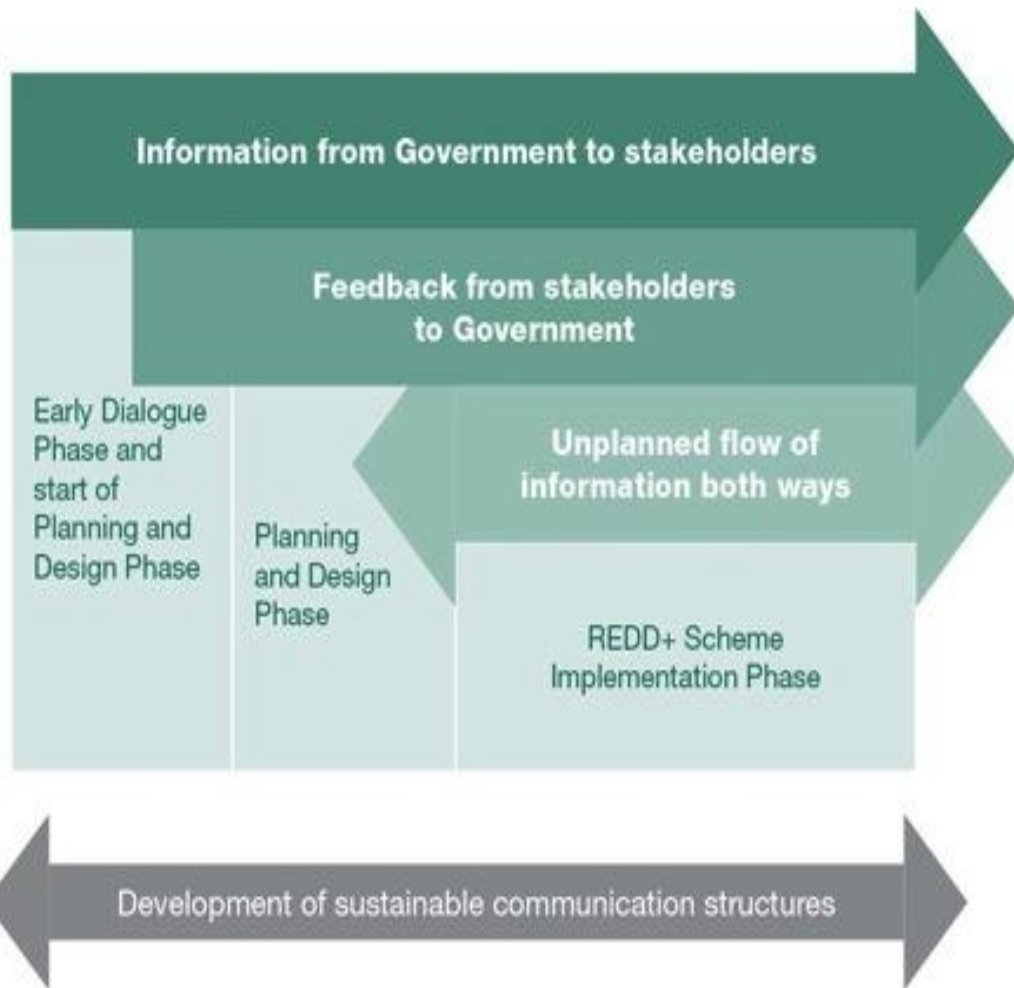 Information from Government to stakeholders
Feedback from stakeholders
to Government
Unplanned flow of
information both ways
Early Dialogue
Phase and
start of
Planning and
Design Phase
Planning
and Design
Phase
REDD+ Scheme
Implementation Phase
Development of sustainable communication structures